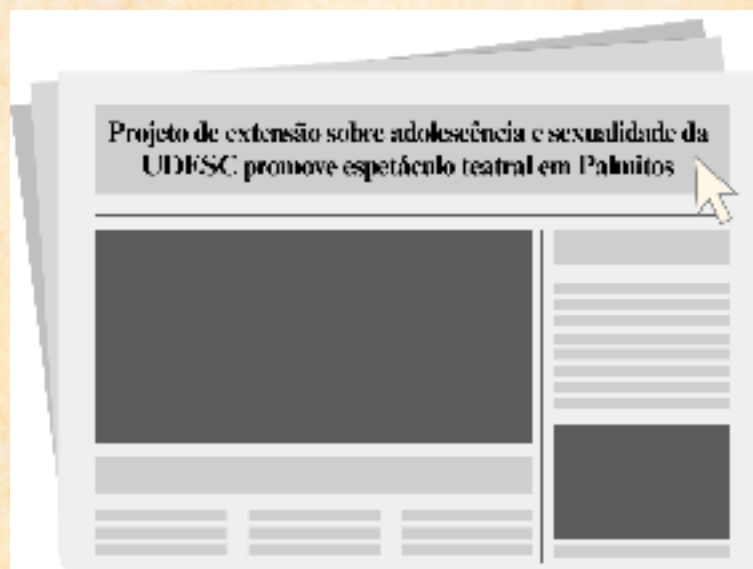 Projeto de extensão sobre adolescência e sexualidade da
UDESC promove espetáculo teatral em Palmitos